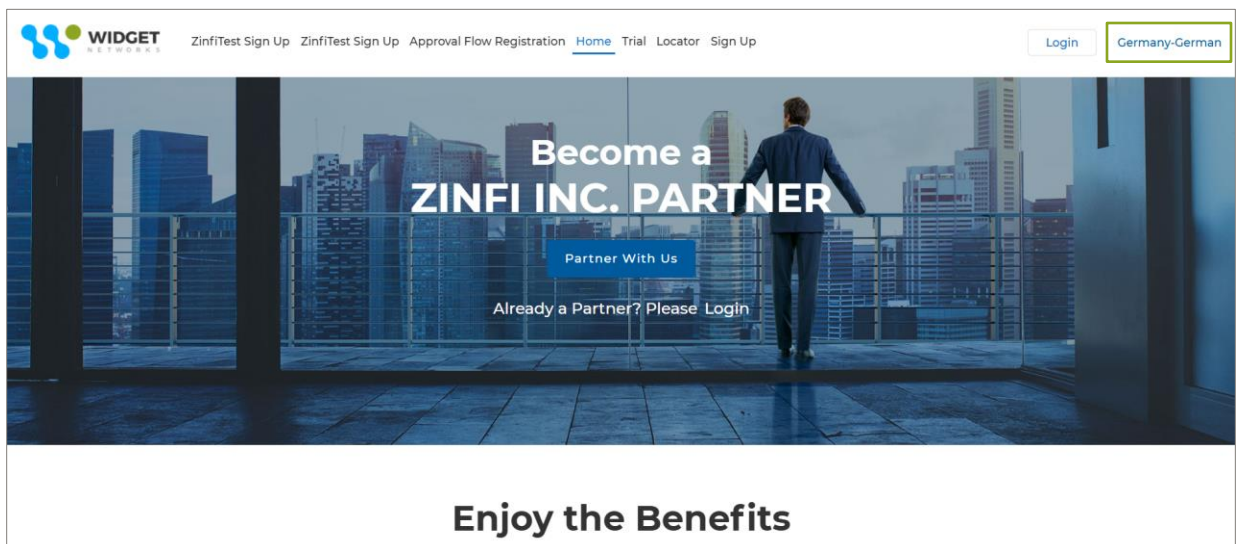 WIDGET
NETWORKS
ZinfiTest Sign Up ZinfiTest Sign Up Approval Flow Registration Home Trial Locator Sign Up
Login
Germany-German
Become a
ZINFI INC. PARTNER
Partner With Us
Already a Partner? Please Login
Enjoy the Benefits